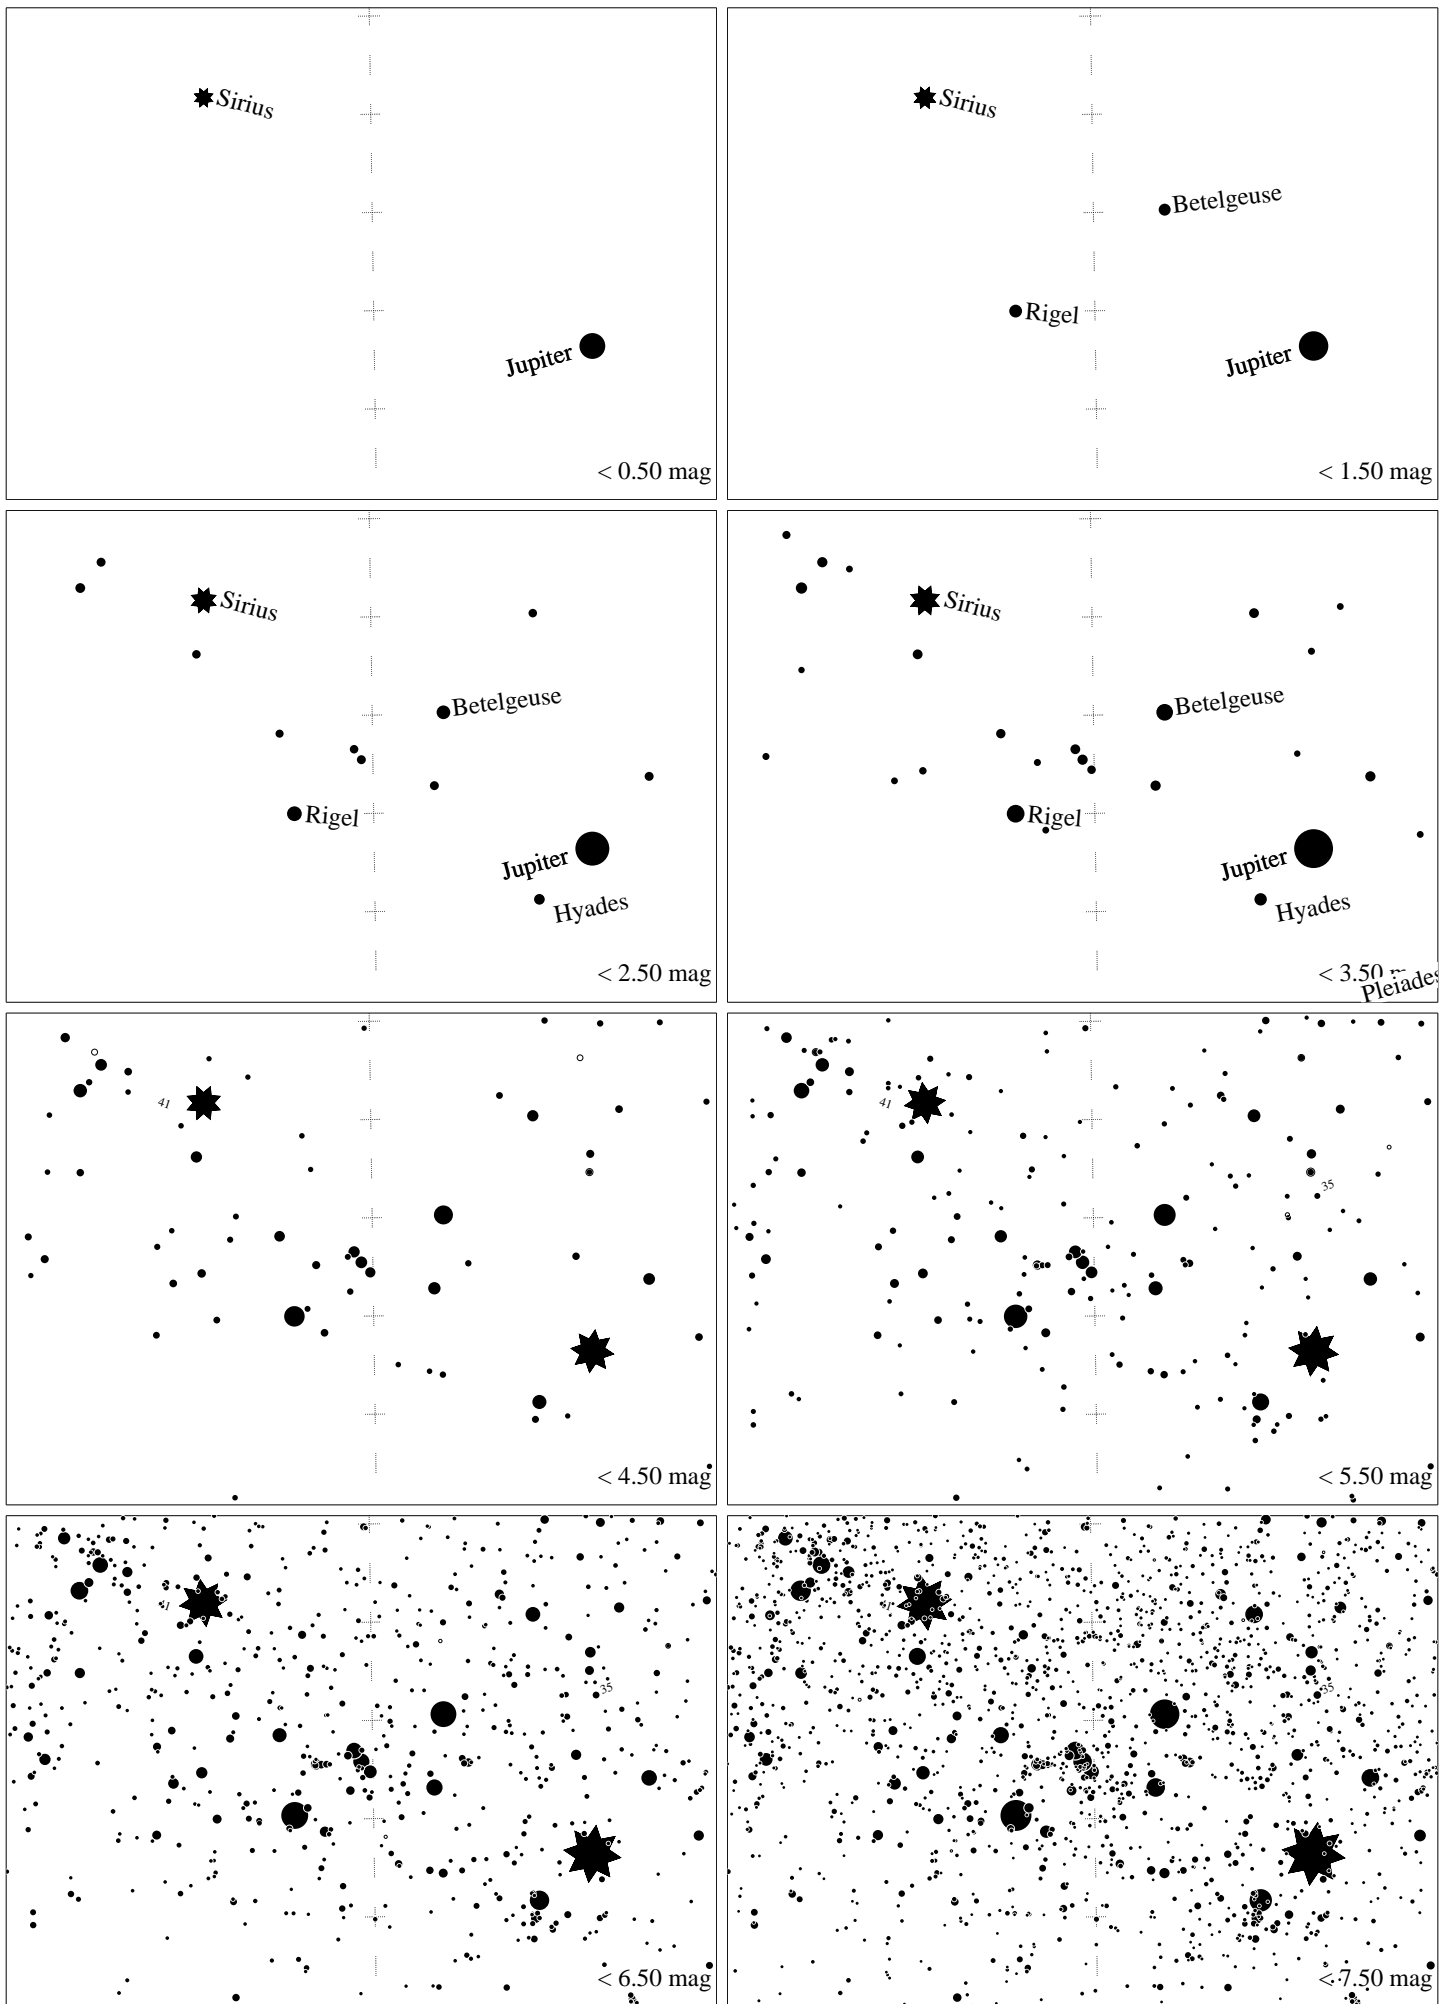 Sirius
Jupiter
< 0.50 mag
Sirius
Betelgeuse
Rigel
Jupiter
< 1.50 mag
Sirius
Betelgeuse
Rigel
Jupiter
Hyades
< 2.50 mag
Sirius
Betelgeuse
Rigel
Jupiter
Hyades
< 3.50
Pleiades
41
< 4.50 mag
41
35
< 5.50 mag
41
35
< 6.50 mag
41
35
< 7.50 mag